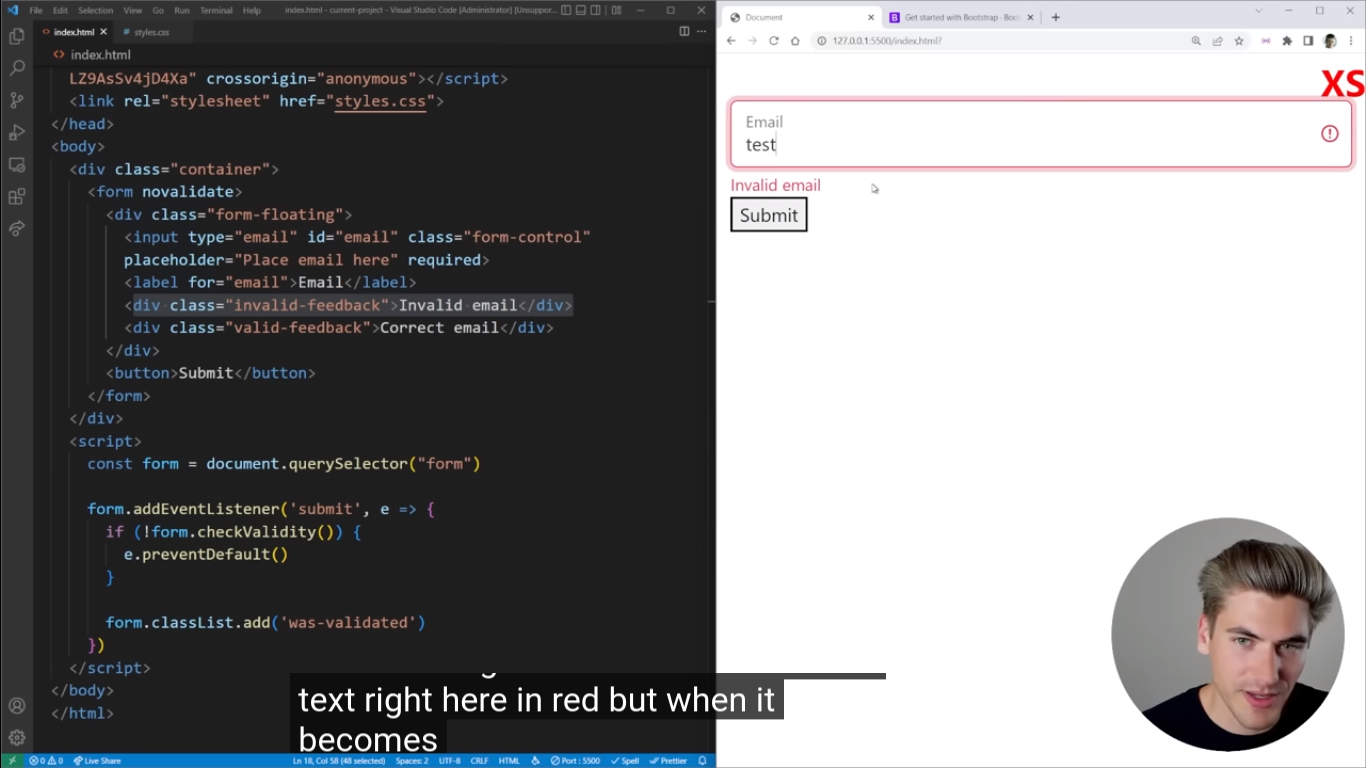 File Edit Selection View Go Run Terminal Help index.html - current-project - Visual Studio Code [Administrator] [Unsuppor...
index.html
styles.css
index.html
LZ9AsSv4jD4Xa" crossorigin="anonymous"></script>
<link rel="stylesheet" href="styles.css">
</head>
<body>
<div class="container">
<form novalidate>
<div class="form-floating">
<input type="email" id="email" class="form-control"
placeholder="Place email here" required>
<label for="email">Email</label>
<div class="invalid-feedback">Invalid email</div>
<div class="valid-feedback">Correct email</div>
</div>
<button>Submit</button>
</form>
</div>
<script>
const form = document.querySelector("form")
form.addEventListener('submit', e => {
if (!form.checkValidity()) {
e.preventDefault()
}
form.classList.add('was-validated')
})
</script>
</body>
</html>
0 0 Live Share Ln 18, Col 58 (48 selected) Spaces: 2 UTF-8 CRLF HTML Port : 5500 Spell Prettier
Document
Get started with Bootstrap · Boo
127.0.0.1:5500/index.html?
XS
Email
test
Invalid email
Submit
text right here in red but when it
becomes